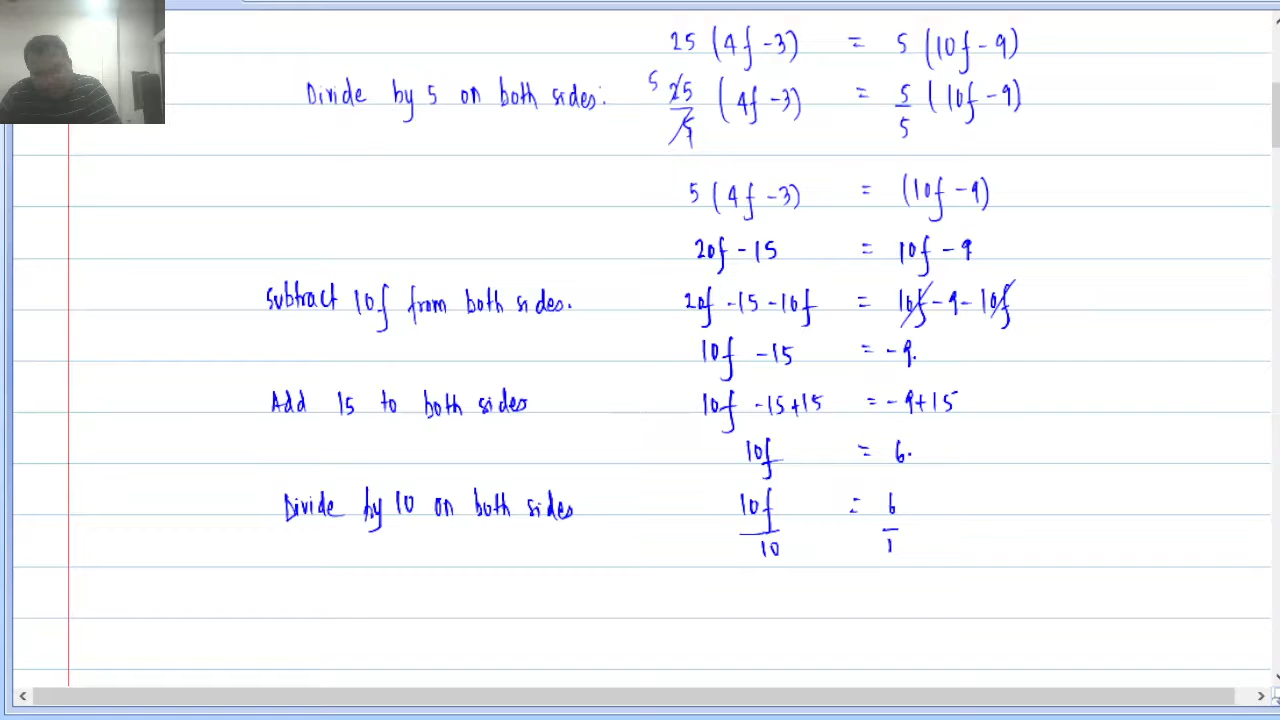 25 (4f - 3) = 5 (10f - 9)
Divide by 5 on both sides: 5 25/5 (4f - 3) = 5/5 (10f - 9)
5 (4f - 3) = (10f - 9)
20f - 15 = 10f - 9
Subtract 10f from both sides. 20f - 15 - 10f = 10f - 9 - 10f
10f - 15 = - 9.
Add 15 to both sides 10f - 15 + 15 = - 9 + 15
10f = 6.
Divide by 10 on both sides 10f/10 = 6/1